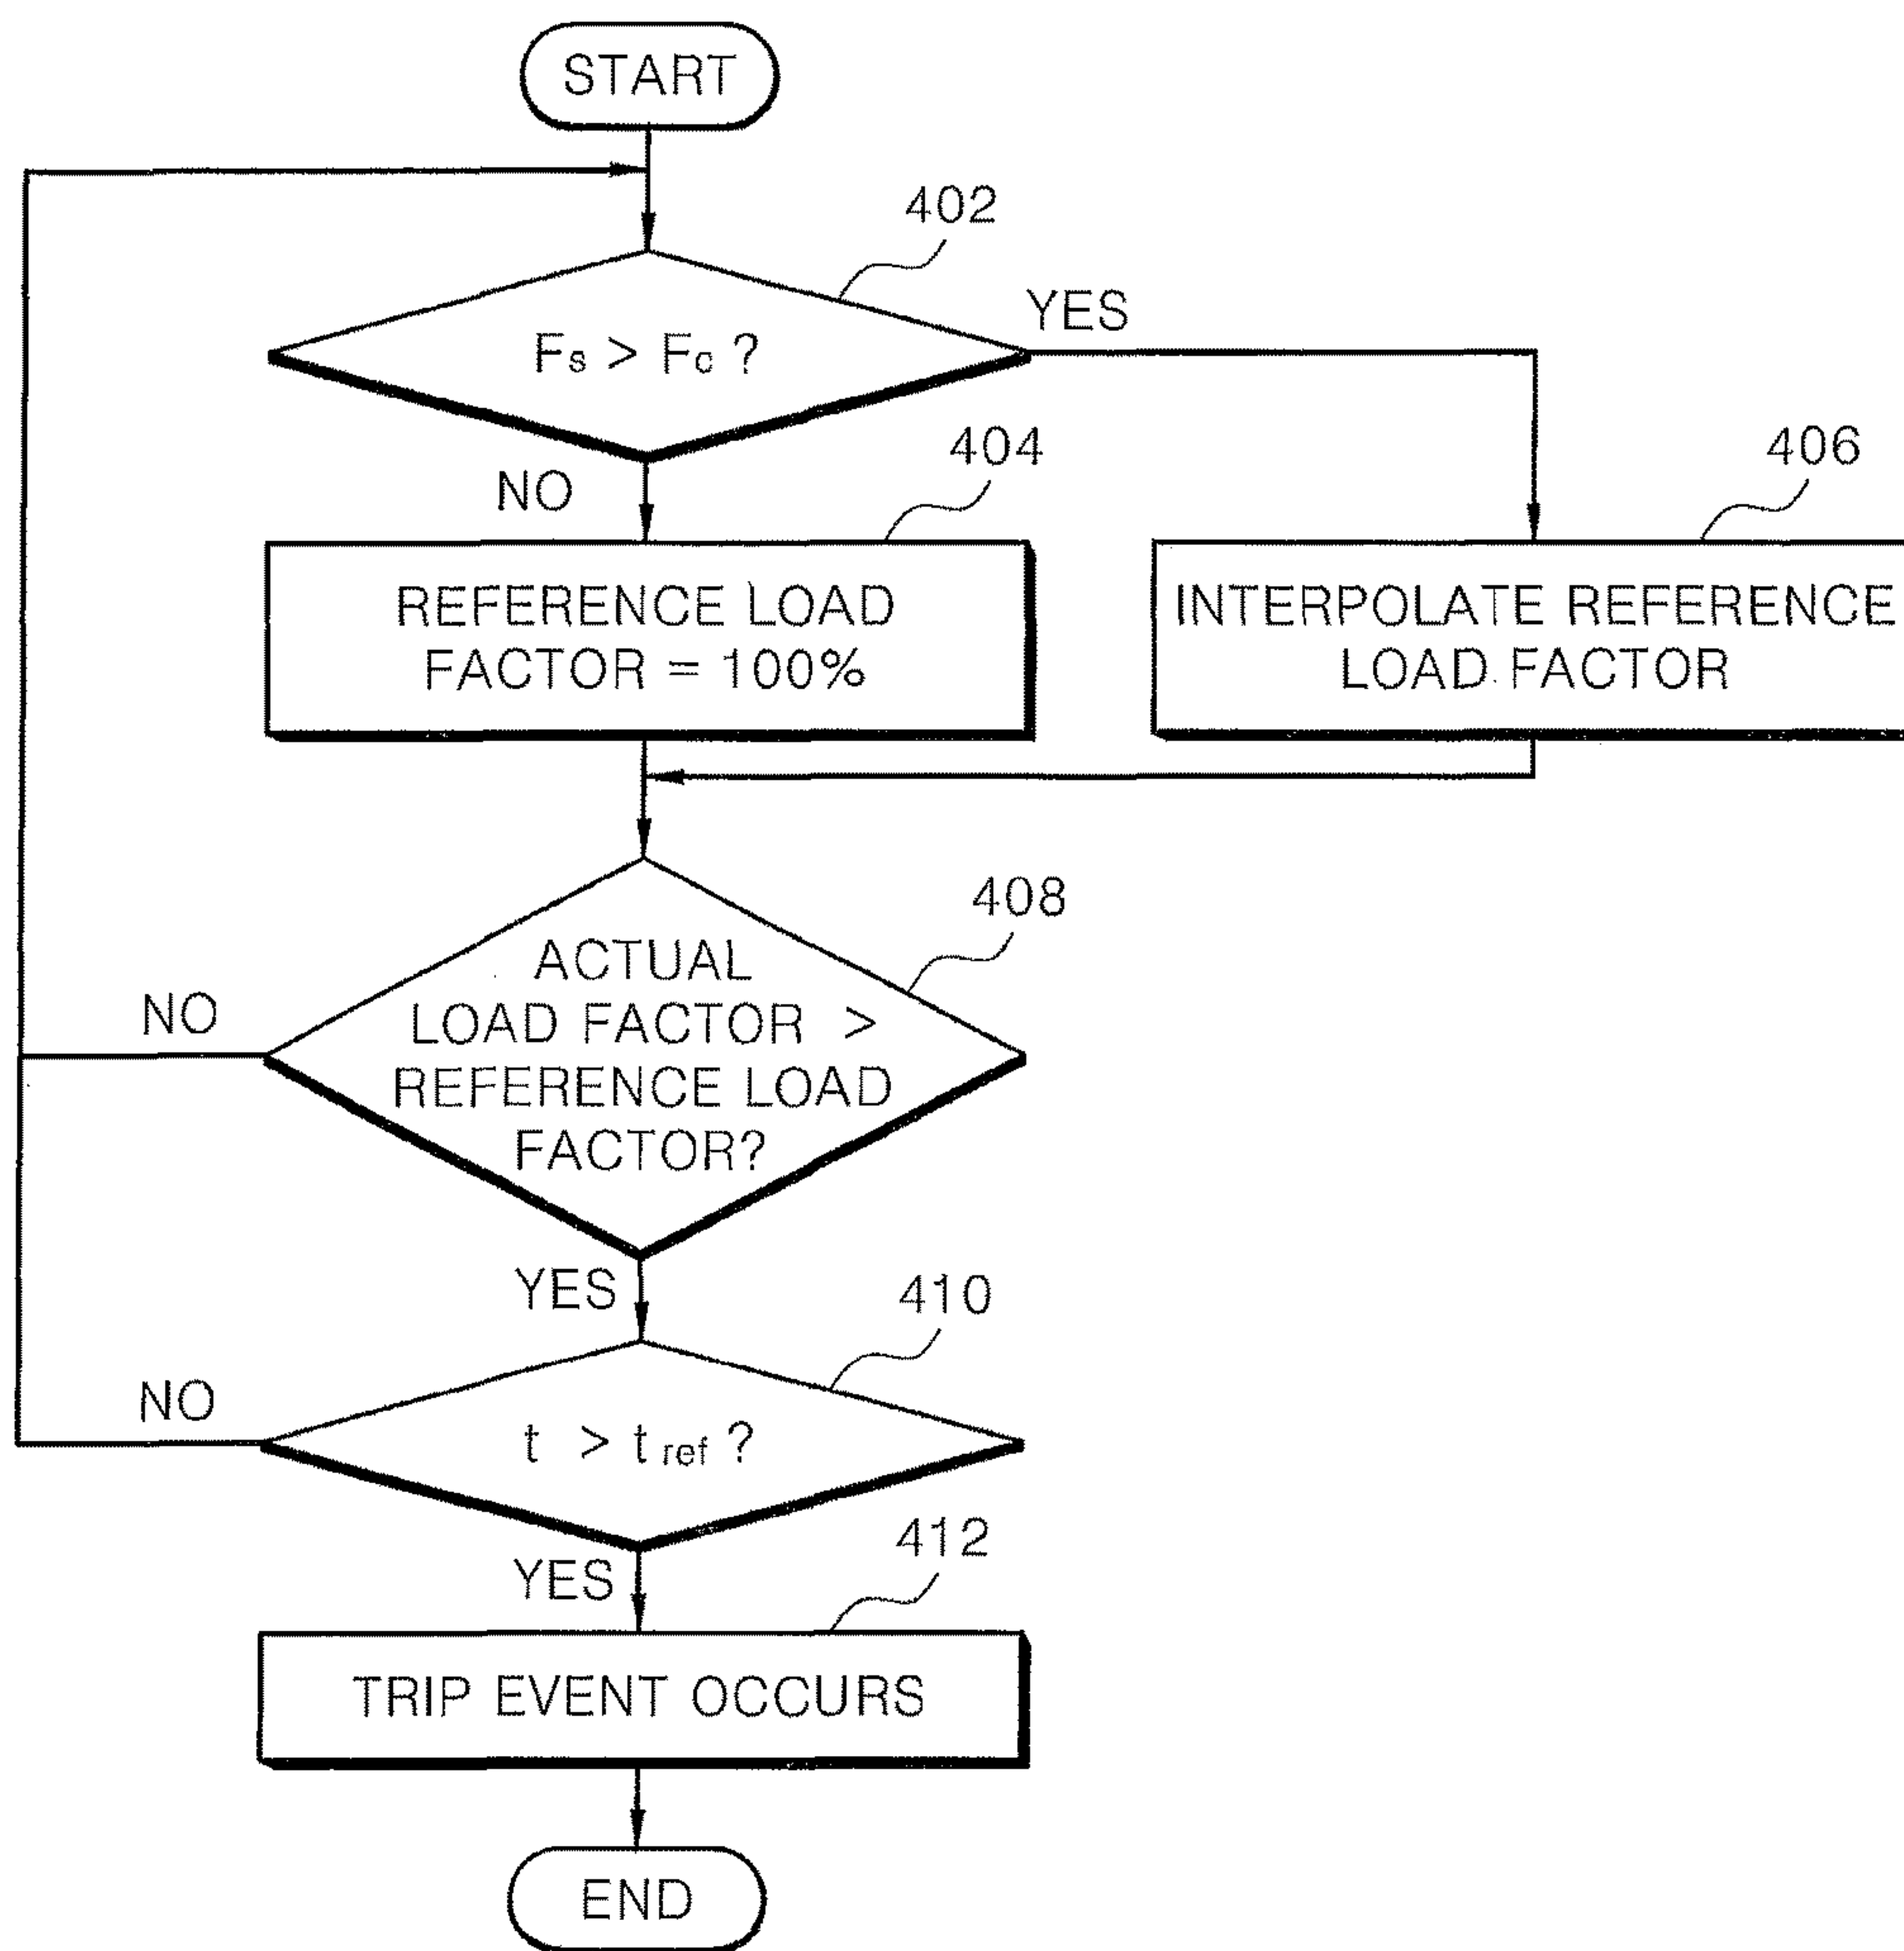 START
402
Fs > Fc ?
YES
NO
404
406
REFERENCE LOAD
FACTOR = 100%
INTERPOLATE REFERENCE
LOAD FACTOR
408
ACTUAL
LOAD FACTOR >
REFERENCE LOAD
FACTOR?
NO
YES
410
t > t ref ?
NO
YES
412
TRIP EVENT OCCURS
END